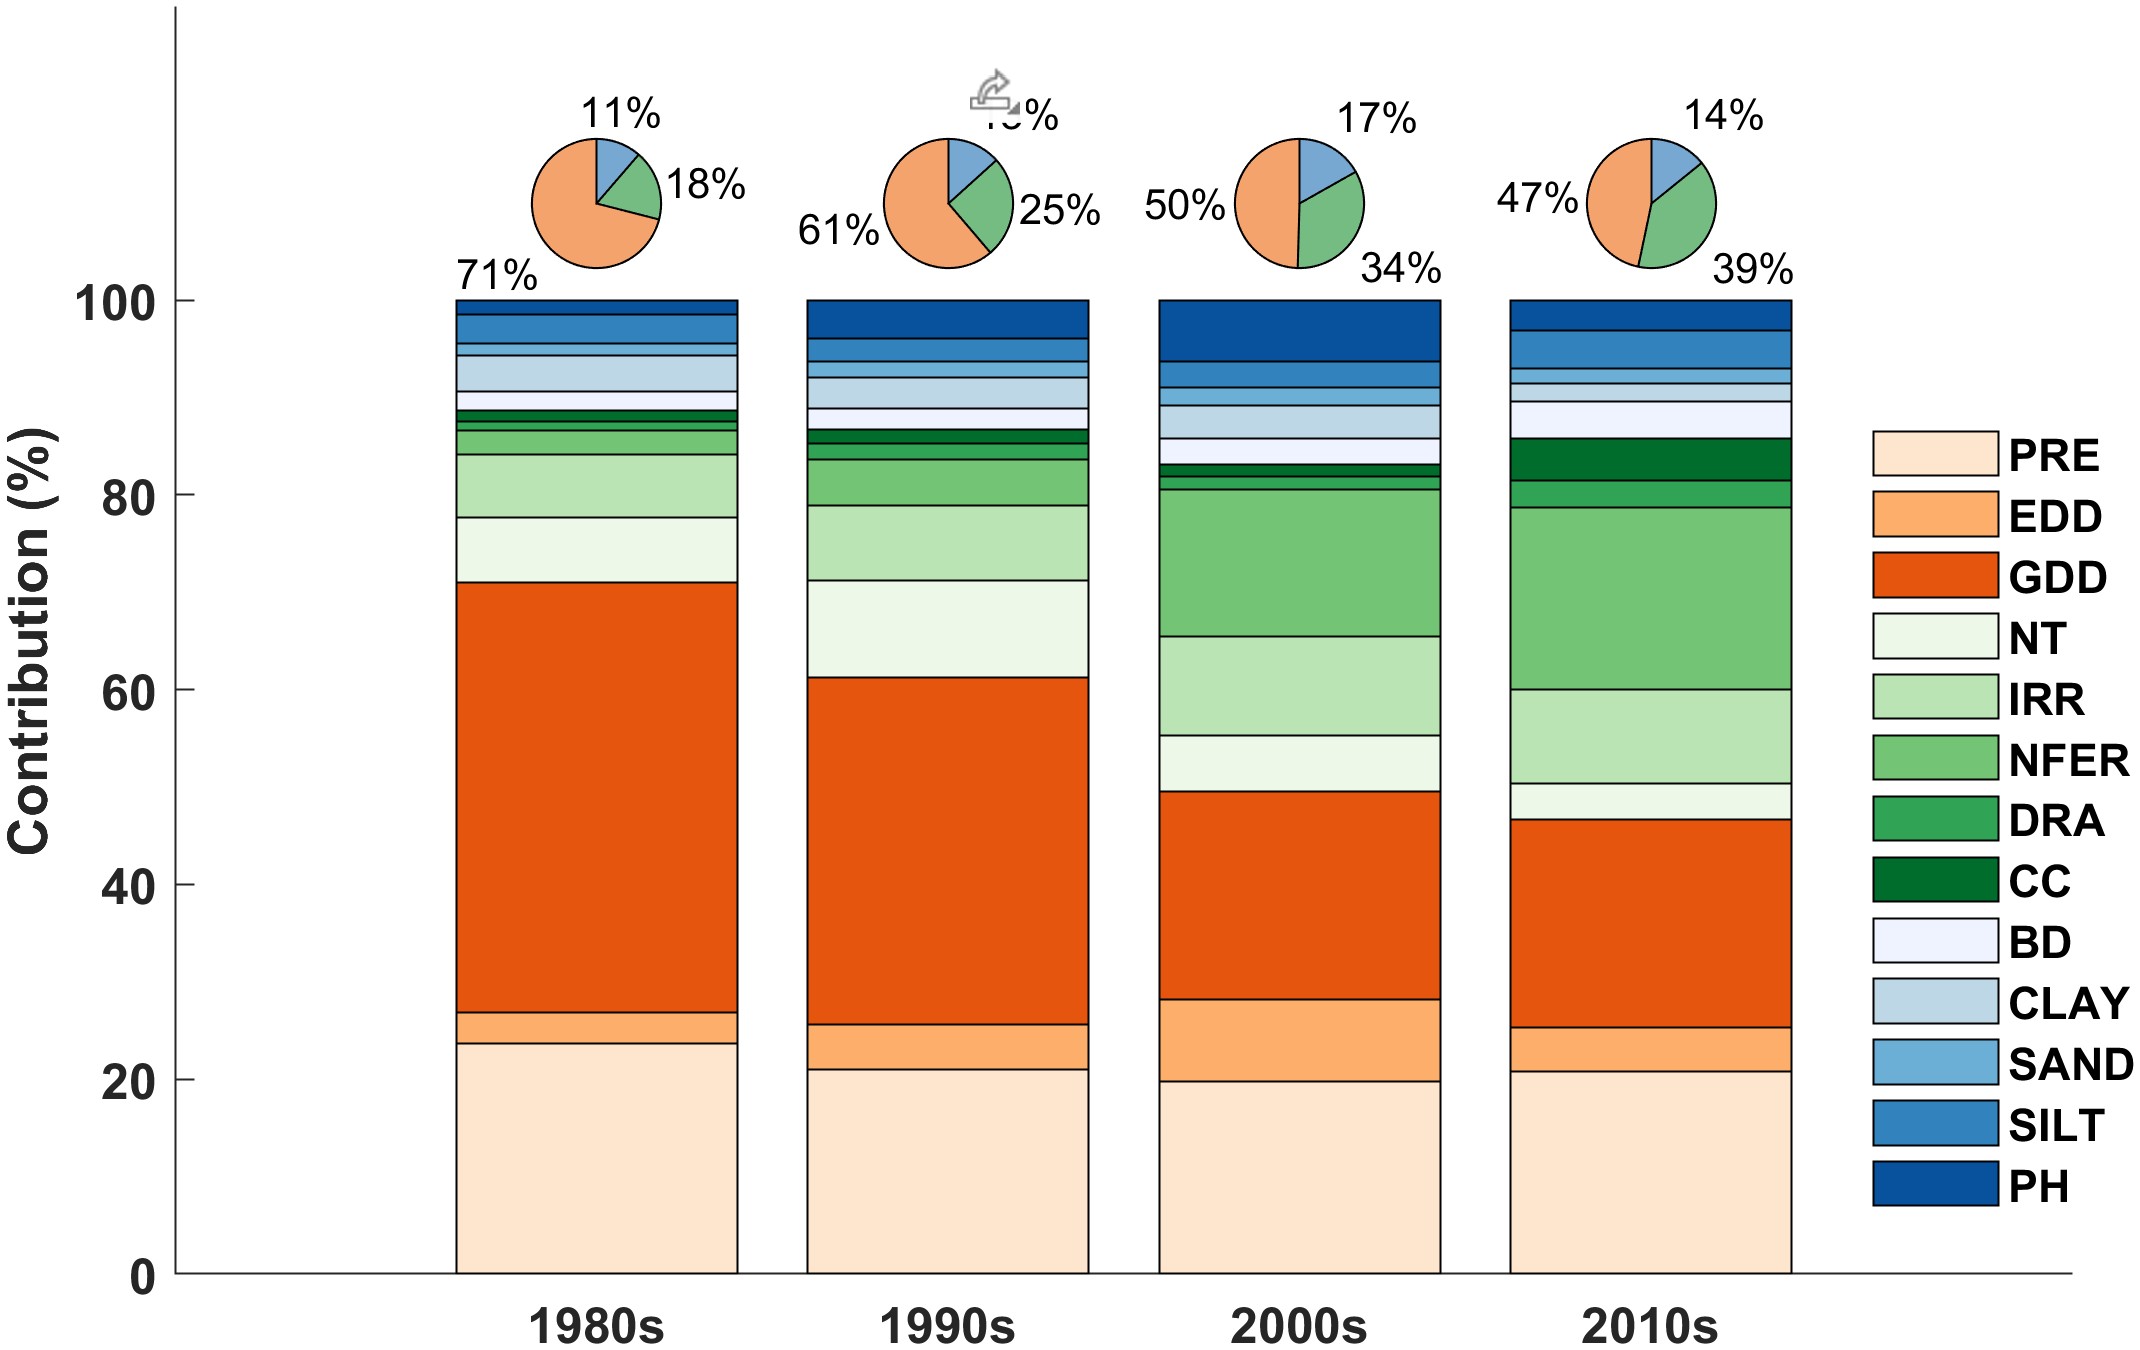 11%
%
17%
14%
18%
25%
61%
50%
47%
71%
34%
39%
Contribution (%)
100
80
60
40
20
0
1980s
1990s
2000s
2010s
PRE
EDD
GDD
NT
IRR
NFER
DRA
CC
BD
CLAY
SAND
SILT
PH